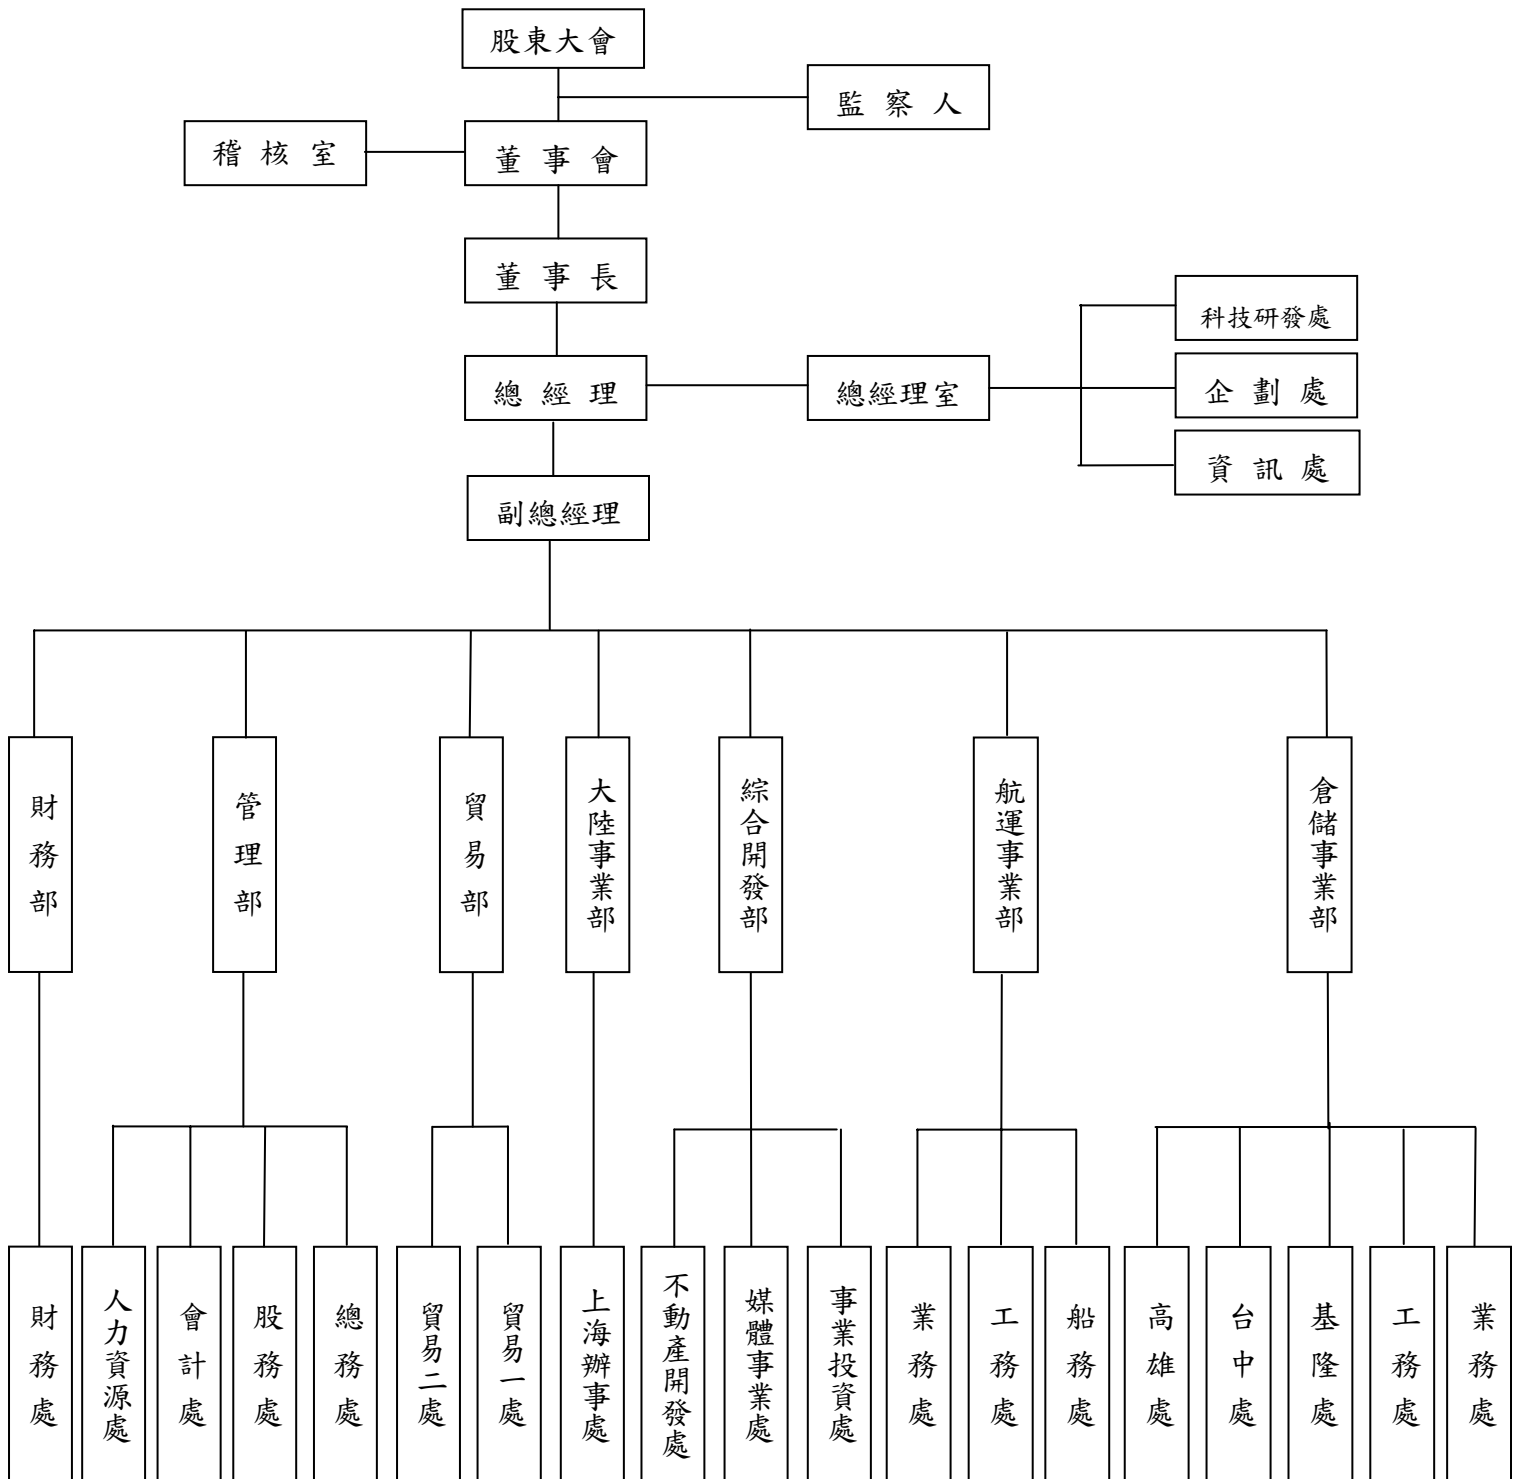 股東大會
監察人
稽核室
董事會
董事長
科技研發處
總經理
總經理室
企劃處
資訊處
副總經理
財務部
管理部
貿易部
大陸事業部
綜合開發部
航運事業部
倉儲事業部
財務處
人力資源處
會計處
股務處
總務處
貿易二處
貿易一處
上海辦事處
不動產開發處
媒體事業處
事業投資處
業務處
工務處
船務處
高雄處
台中處
基隆處
工務處
業務處